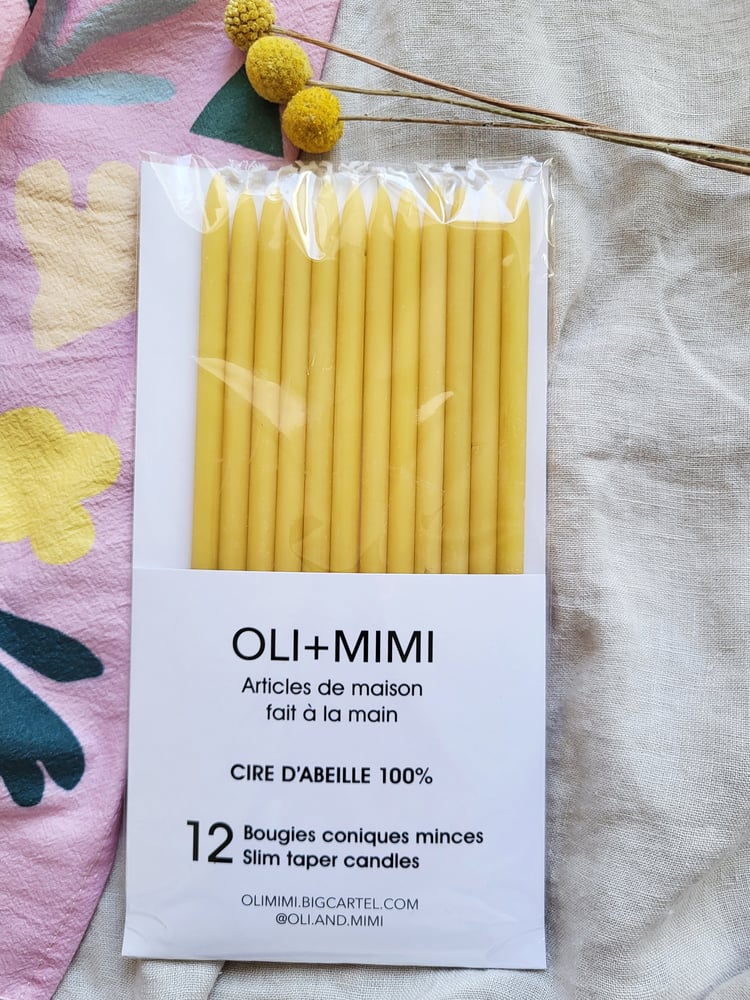 OLI+MIMI
Articles de maison
fait à la main
CIRE D'ABEILLE 100%
12 Bougies coniques minces
Slim taper candles
OLIMIMI.BIGCARTEL.COM
@OLI.AND.MIMI